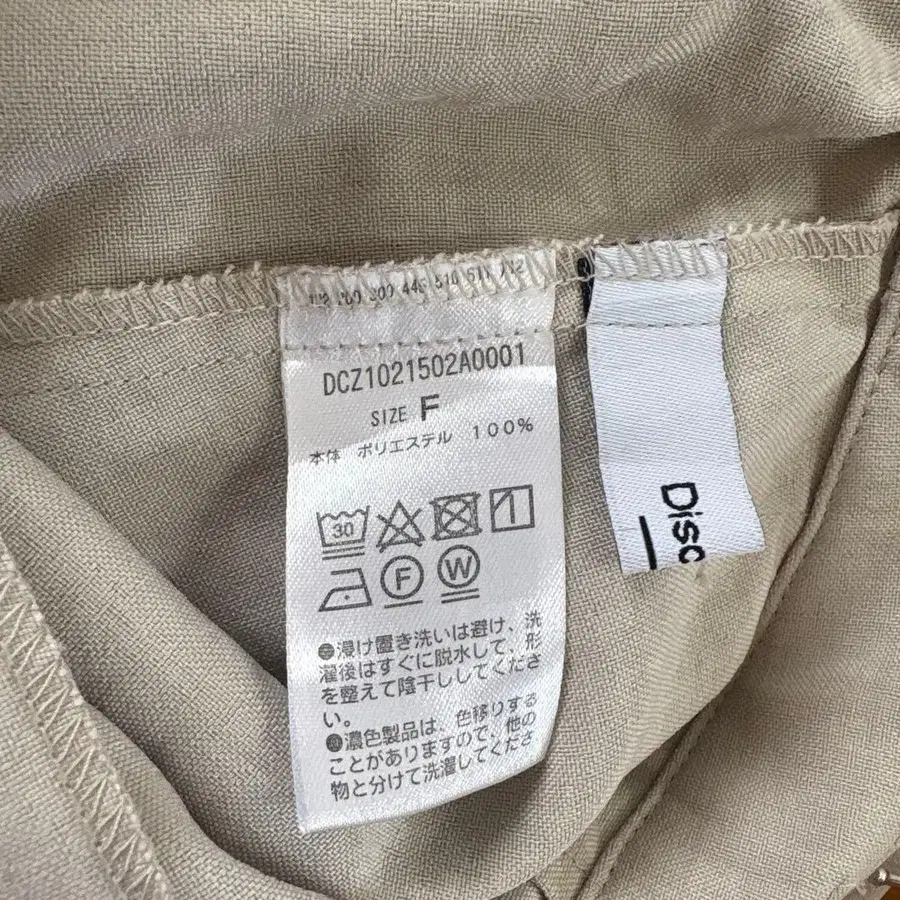 DCZ1021502A0001
SIZE F
本体 ポリエステル 100%
30
F W
●浸け置き洗いは避け、洗
濯後はすぐに脱水して、形
を整えて陰干ししてくださ
い。
●濃色製品は、色移りする
ことがありますので、他の
物と分けて洗濯してくださ
Disc